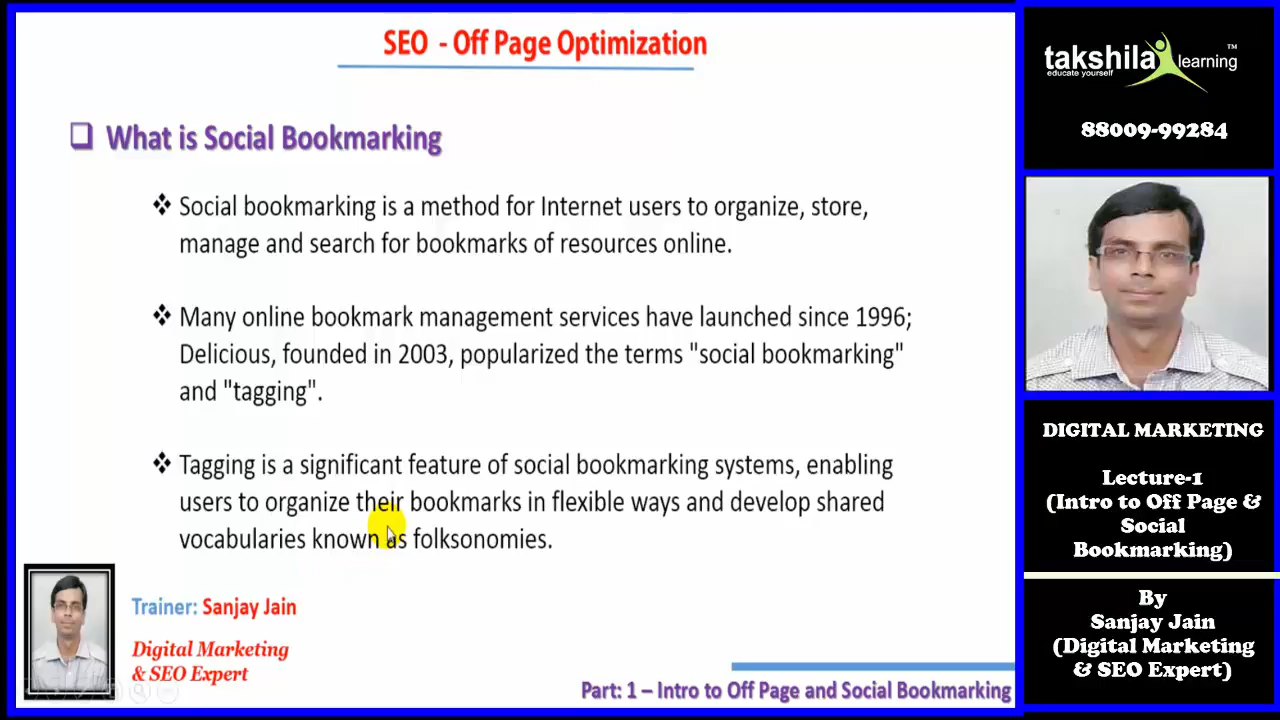 SEO - Off Page Optimization
What is Social Bookmarking
Social bookmarking is a method for Internet users to organize, store,
manage and search for bookmarks of resources online.
Many online bookmark management services have launched since 1996;
Delicious, founded in 2003, popularized the terms "social bookmarking"
and "tagging".
Tagging is a significant feature of social bookmarking systems, enabling
users to organize their bookmarks in flexible ways and develop shared
vocabularies known as folksonomies.
Trainer: Sanjay Jain
Digital Marketing
& SEO Expert
Part: 1 – Intro to Off Page and Social Bookmarking
takshila learning™
educate yourself
88009-99284
DIGITAL MARKETING
Lecture-1
(Intro to Off Page &
Social
Bookmarking)
By
Sanjay Jain
(Digital Marketing
& SEO Expert)